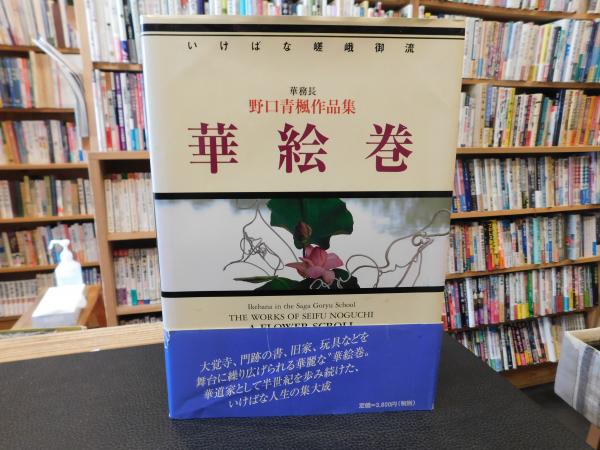 いけばな嵯峨御流
華務長
野口青楓作品集
華絵巻
Ikebana in the Saga Goryu School
THE WORKS OF SEIFU NOGUCHI
A FLOWER SCROLL
大覚寺、門跡の書、旧家、玩具などを
舞台に繰り広げられる華麗な〝華絵巻〟。
華道家として半世紀を歩み続けた、
いけばな人生の集大成
定価=3,800円(税別)